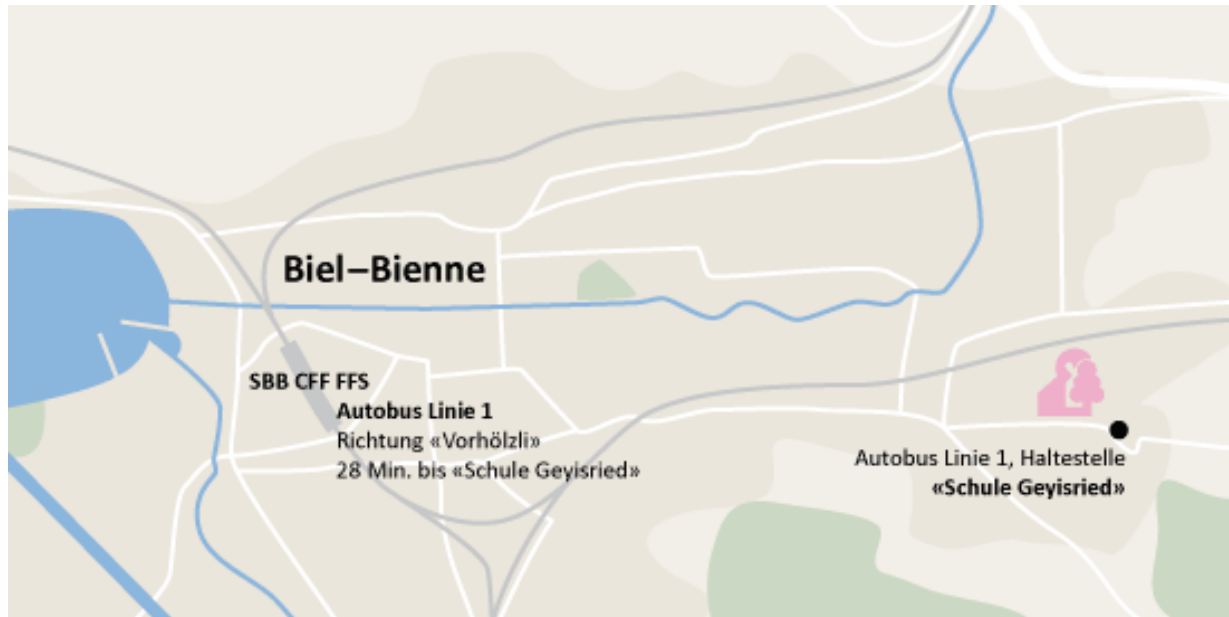 Biel–Bienne
SBB CFF FFS
Autobus Linie 1
Richtung «Vorhölzli»
28 Min. bis «Schule Geyisried»
Autobus Linie 1, Haltestelle
«Schule Geyisried»